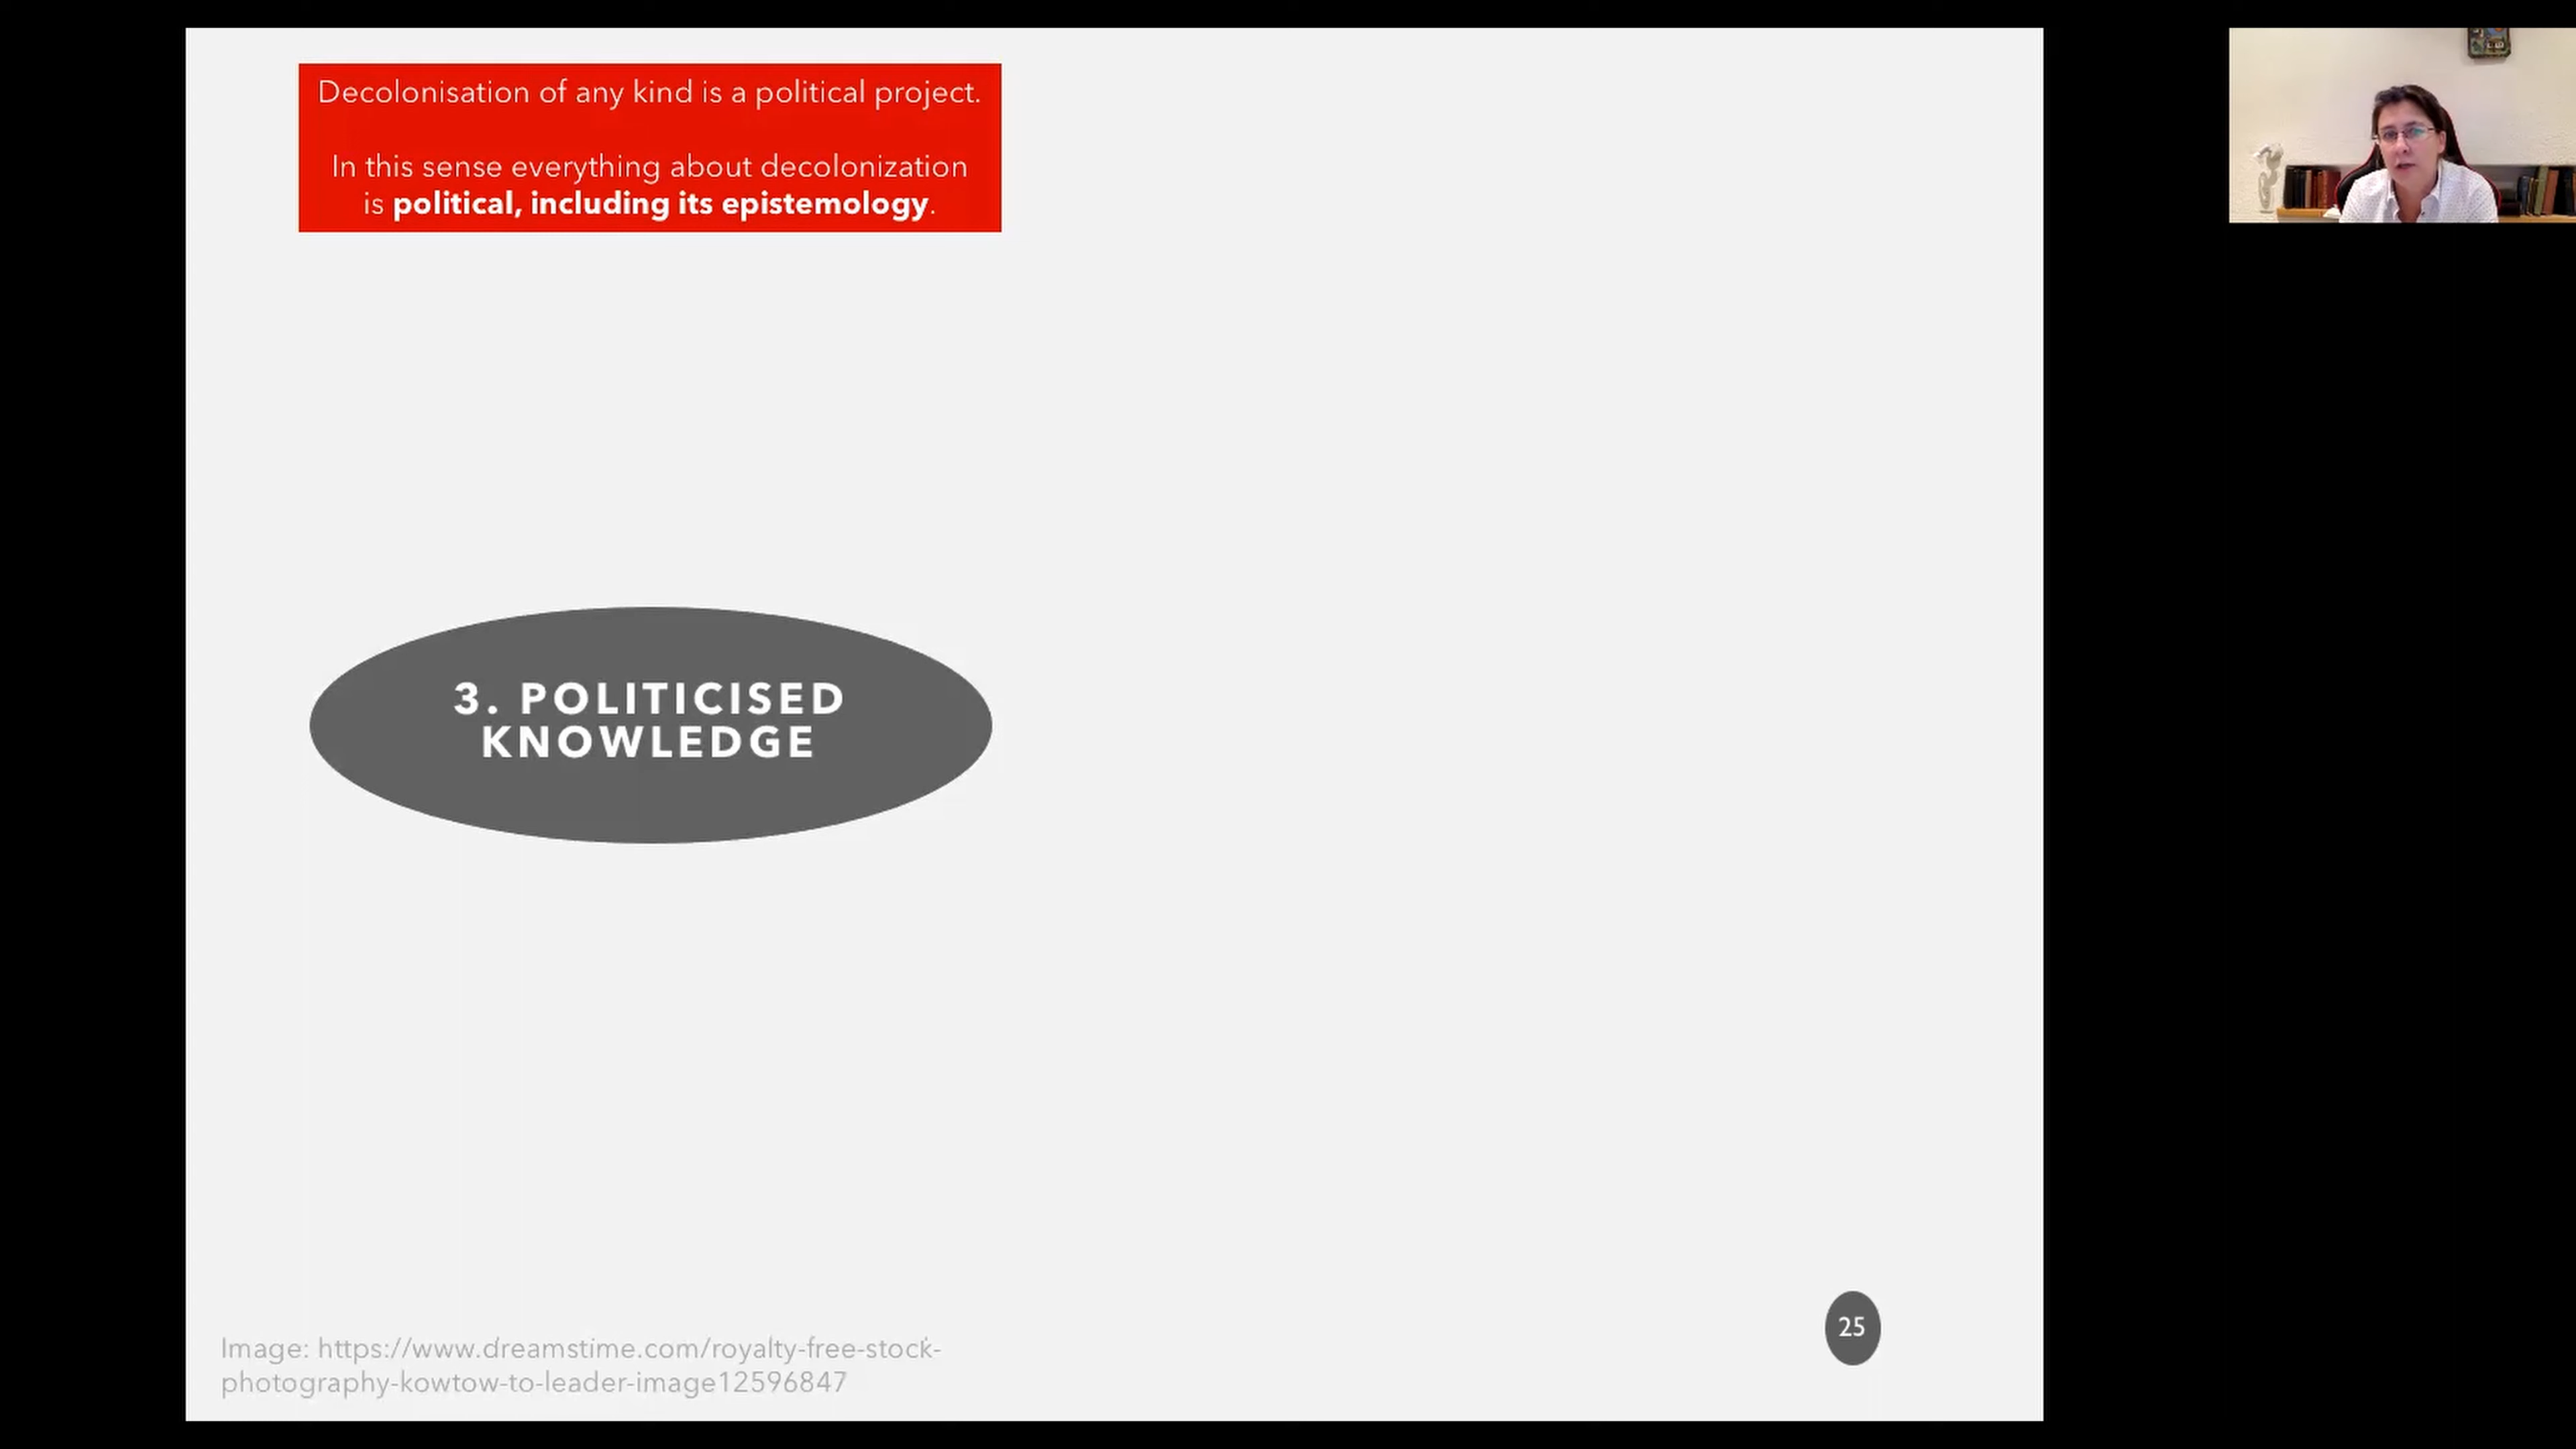 Decolonisation of any kind is a political project.
In this sense everything about decolonization
is political, including its epistemology.
3. POLITICISED
KNOWLEDGE
25
Image: https://www.dreamstime.com/royalty-free-stock-
photography-kowtow-to-leader-image12596847